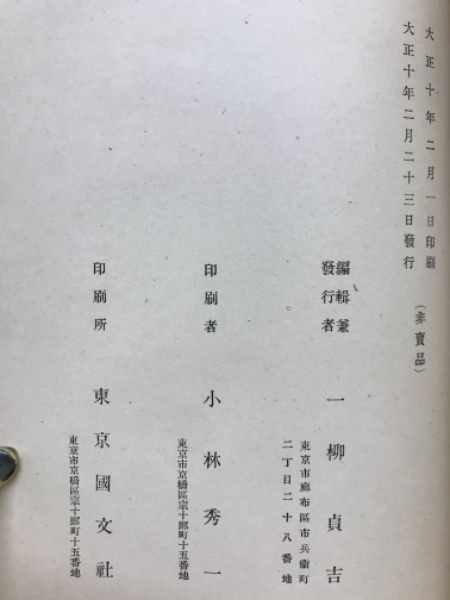 大正十年二月一日印刷
大正十年二月二十三日發行
（非賣品）
編輯兼
發行者
東京市麻布區市兵衞町
二丁目二十八番地
一柳貞吉
印刷者
東京市京橋區宗十郎町十五番地
小林秀一
印刷所
東京市京橋區宗十郎町十五番地
東京國文社